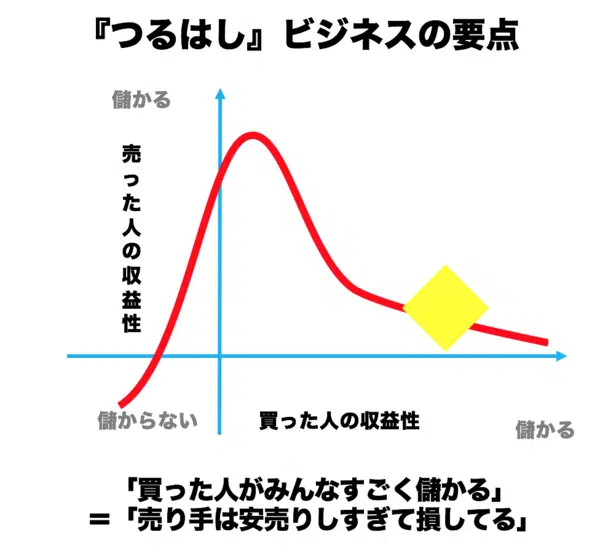 『つるはし』ビジネスの要点
儲かる
売った人の収益性
儲からない
買った人の収益性
儲かる
「買った人がみんなすごく儲かる」
＝「売り手は安売りしすぎて損してる」